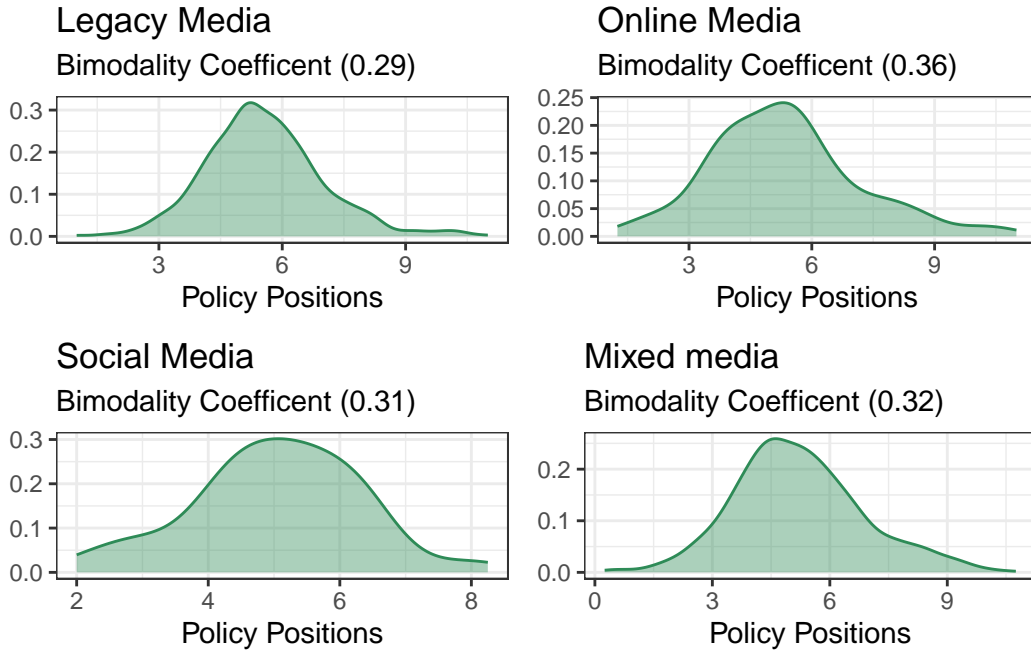 Legacy Media
Bimodality Coefficent (0.29)
0.3
0.2
0.1
0.0
3 6 9
Policy Positions
Online Media
Bimodality Coefficent (0.36)
0.25
0.20
0.15
0.10
0.05
0.00
3 6 9
Policy Positions
Social Media
Bimodality Coefficent (0.31)
0.3
0.2
0.1
0.0
2 4 6 8
Policy Positions
Mixed media
Bimodality Coefficent (0.32)
0.2
0.1
0.0
0 3 6 9
Policy Positions